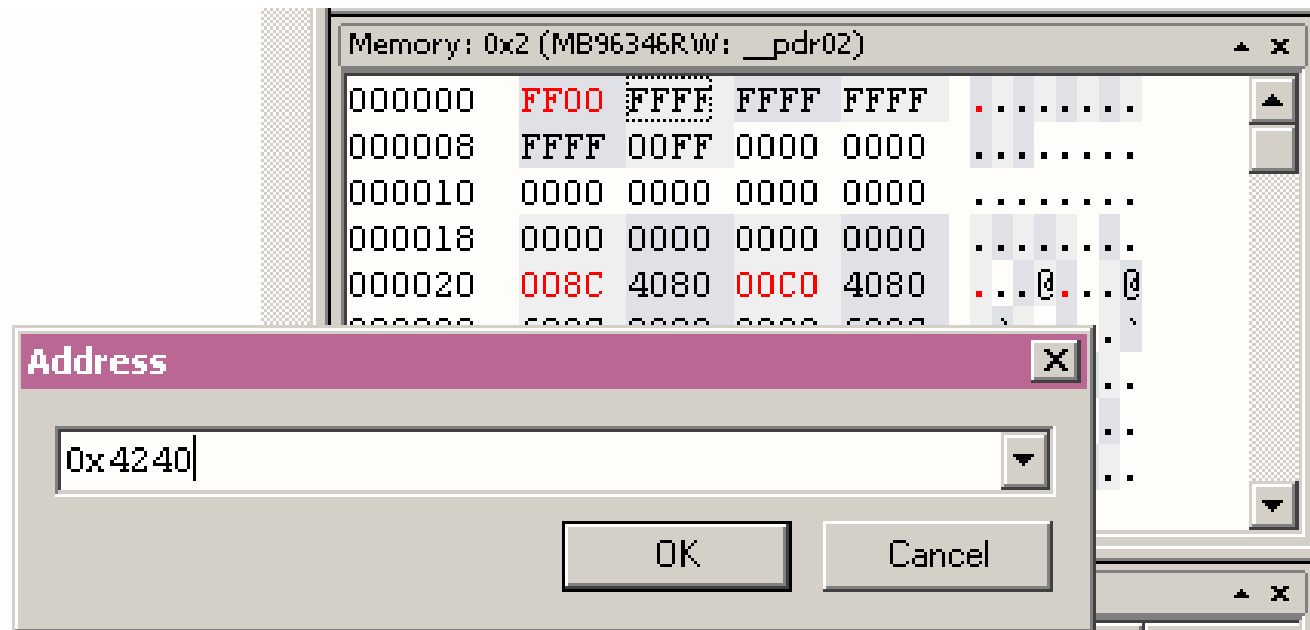 Memory: 0x2 (MB96346RW: __pdr02)
000000 FF00 FFFF FFFF FFFF ........
000008 FFFF 00FF 0000 0000 ........
000010 0000 0000 0000 0000 ........
000018 0000 0000 0000 0000 ........
000020 008C 4080 00C0 4080 ...@...@
Address
0x4240
OK
Cancel